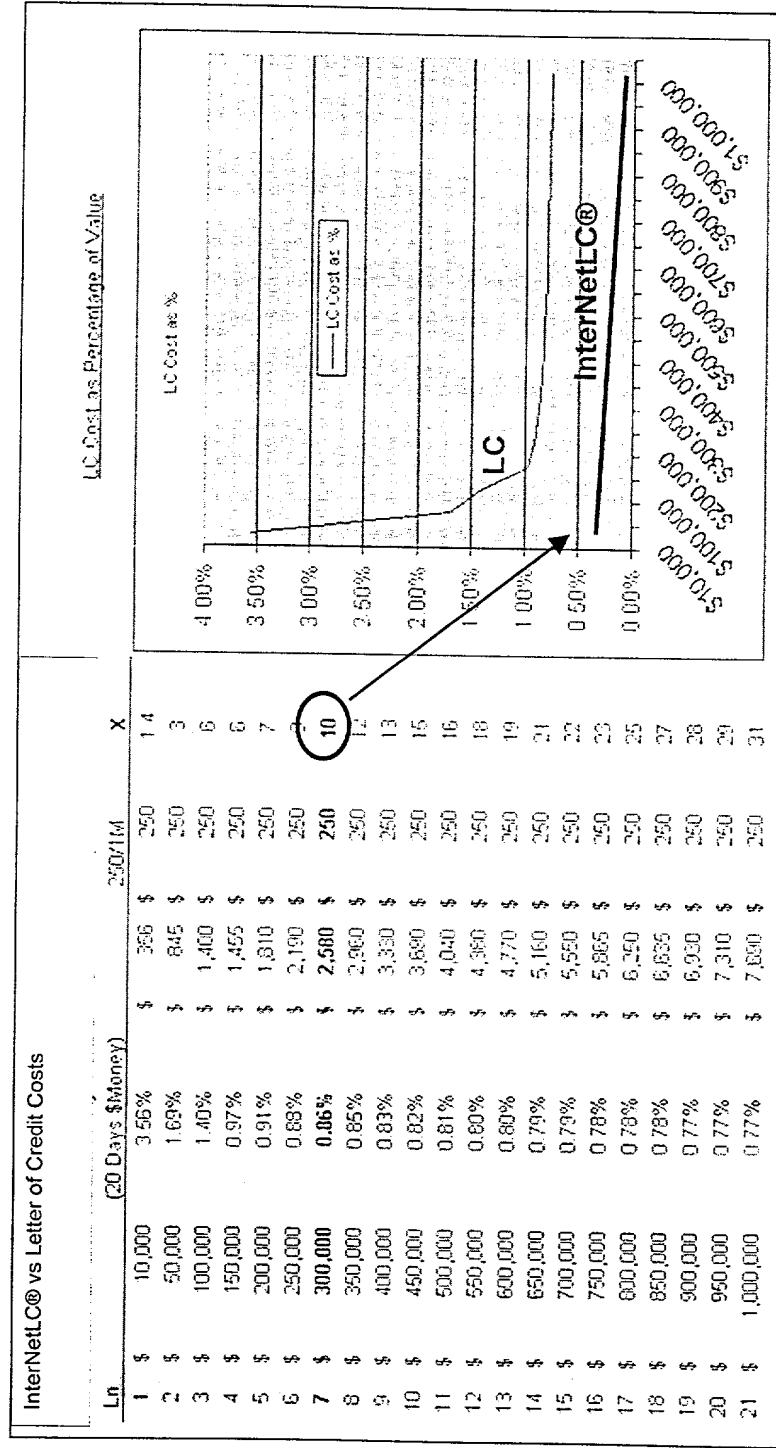 InterNetLC® vs Letter of Credit Costs
Ln (20 Days $Money) 250/1M X
1 $ 10,000 3.56% $ 356 $ 250 1.4
2 $ 50,000 1.69% $ 845 $ 250 3
3 $ 100,000 1.40% $ 1,400 $ 250 6
4 $ 150,000 0.97% $ 1,455 $ 250 6
5 $ 200,000 0.91% $ 1,810 $ 250 7
6 $ 250,000 0.88% $ 2,190 $ 250
7 $ 300,000 0.86% $ 2,580 $ 250 10
8 $ 350,000 0.85% $ 2,960 $ 250 12
9 $ 400,000 0.83% $ 3,330 $ 250 13
10 $ 450,000 0.82% $ 3,690 $ 250 15
11 $ 500,000 0.81% $ 4,040 $ 250 16
12 $ 550,000 0.80% $ 4,380 $ 250 18
13 $ 600,000 0.80% $ 4,770 $ 250 19
14 $ 650,000 0.79% $ 5,160 $ 250 21
15 $ 700,000 0.79% $ 5,550 $ 250 22
16 $ 750,000 0.78% $ 5,865 $ 250 23
17 $ 800,000 0.78% $ 6,250 $ 250 25
18 $ 850,000 0.78% $ 6,635 $ 250 27
19 $ 900,000 0.77% $ 6,930 $ 250 28
20 $ 950,000 0.77% $ 7,310 $ 250 29
21 $ 1,000,000 0.77% $ 7,690 $ 250 31
LC Cost as Percentage of Value
LC Cost as %
4.00%
3.50%
3.00%
2.50%
2.00%
1.50%
1.00%
0.50%
0.00%
LC Cost as %
LC
InterNetLC®
$10,000
$100,000
$200,000
$300,000
$400,000
$500,000
$600,000
$700,000
$800,000
$900,000
$1,000,000